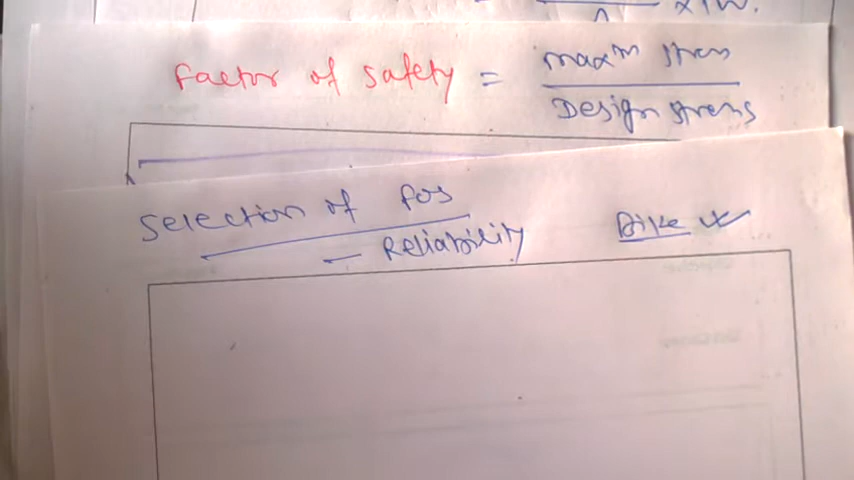 Factor of safety = maxm stress
Design stress
Selection of fos
- Reliability
Bike